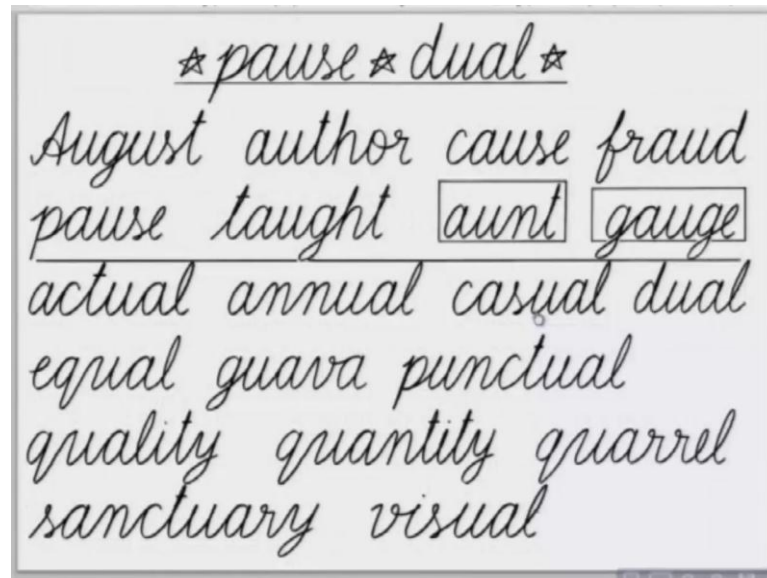 ☆ pause ☆ dual ☆
August author cause fraud
pause taught aunt gauge
actual annual casual dual
equal guava punctual
quality quantity quarrel
sanctuary visual